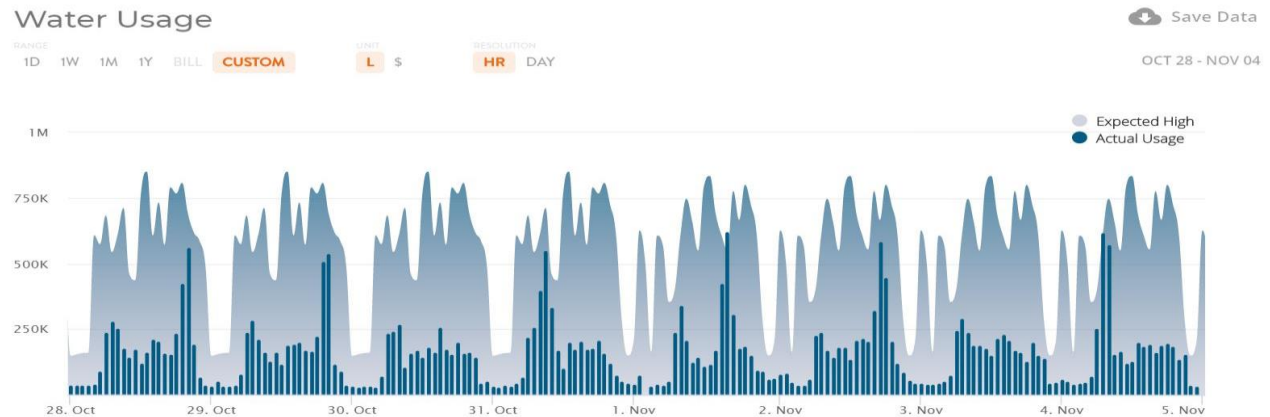 Water Usage
Save Data
RANGE
UNIT
RESOLUTION
1D 1W 1M 1Y BILL CUSTOM L $ HR DAY
OCT 28 - NOV 04
Expected High
Actual Usage
1M
750K
500K
250K
28. Oct 29. Oct 30. Oct 31. Oct 1. Nov 2. Nov 3. Nov 4. Nov 5. Nov